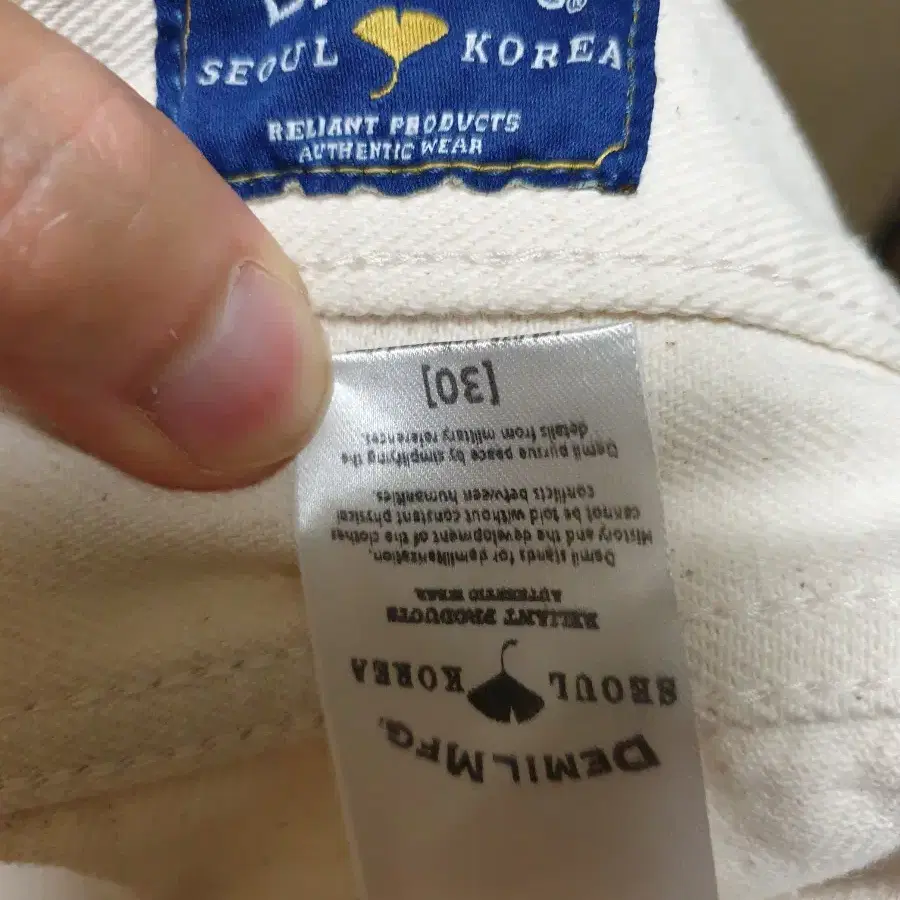 SEOUL KOREA
RELIANT PRODUCTS
AUTHENTIC WEAR
DEMIL MFG.
SEOUL KOREA
RELIANT PRODUCTS
AUTHENTIC WEAR
Demil stands for demilitarization.
History and the development of the clothes
cannot be told without constant physical
conflicts between humanities.
Demil pursue peace by simplifying the
details from military references.
[30]